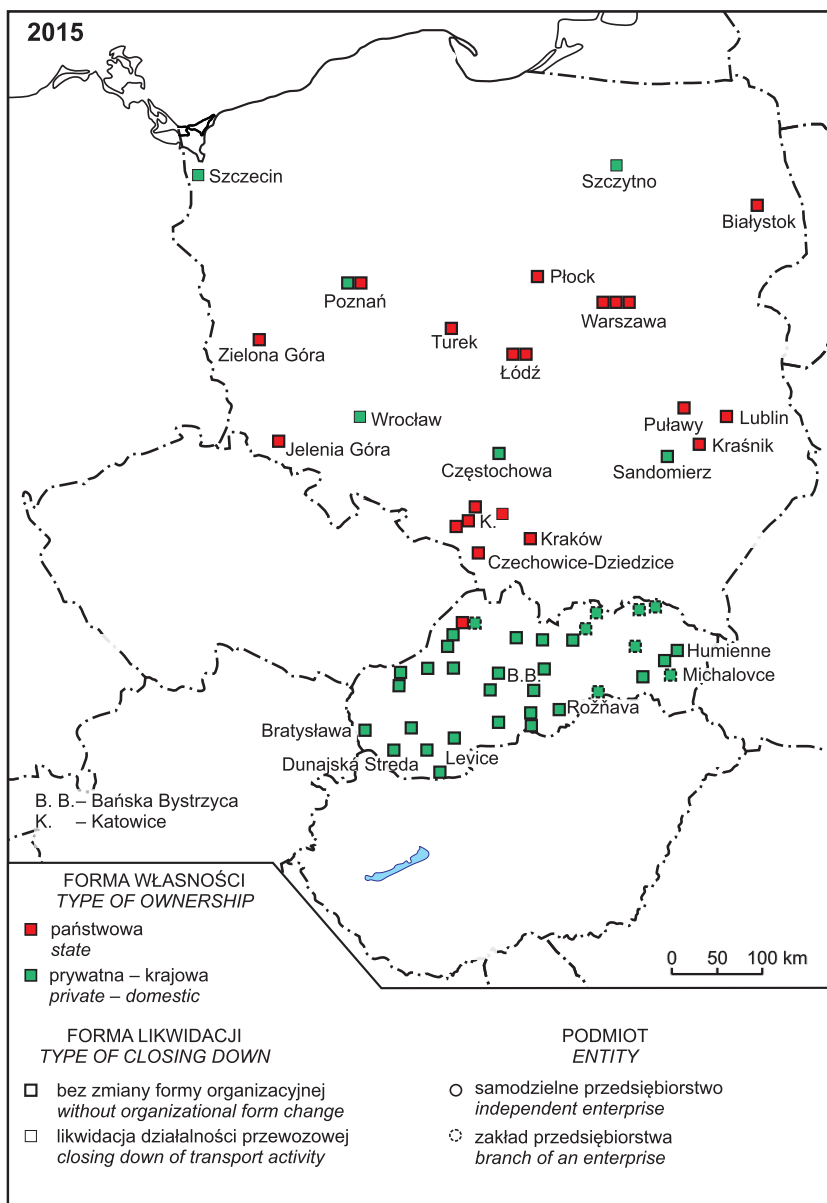 2015
Szczecin
Szczytno
Białystok
Płock
Poznań
Warszawa
Turek
Zielona Góra
Łódź
Wrocław
Puławy
Lublin
Jelenia Góra
Kraśnik
Częstochowa
Sandomierz
K.
Kraków
Czechowice-Dziedzice
Humienne
B.B.
Michalovce
Rožňava
Bratysława
Levice
Dunajská Stręda
B. B. – Bańska Bystrzyca
K. – Katowice
FORMA WŁASNOŚCI
TYPE OF OWNERSHIP
państwowa
state
prywatna – krajowa
private – domestic
0 50 100 km
FORMA LIKWIDACJI
TYPE OF CLOSING DOWN
bez zmiany formy organizacyjnej
without organizational form change
likwidacja działalności przewozowej
closing down of transport activity
PODMIOT
ENTITY
samodzielne przedsiębiorstwo
independent enterprise
zakład przedsiębiorstwa
branch of an enterprise